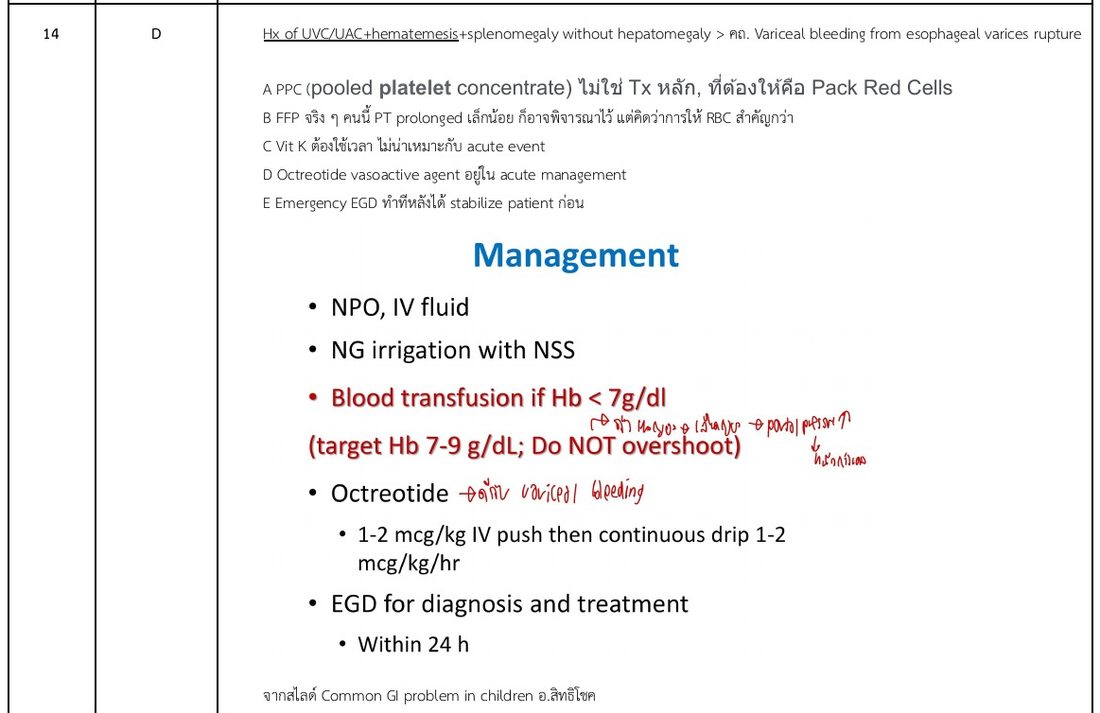 14
D
Hx of UVC/UAC+hematemesis+splenomegaly without hepatomegaly > คถ. Variceal bleeding from esophageal varices rupture
A PPC (pooled platelet concentrate) ไม่ใช่ Tx หลัก, ที่ต้องให้คือ Pack Red Cells
B FFP จริง ๆ คนนี้ PT prolonged เล็กน้อย ก็อาจพิจารณาไว้ แต่คิดว่าการให้ RBC สำคัญกว่า
C Vit K ต้องใช้เวลา ไม่น่าเหมาะกับ acute event
D Octreotide vasoactive agent อยู่ใน acute management
E Emergency EGD ทำทีหลังได้ stabilize patient ก่อน
Management
• NPO, IV fluid
• NG irrigation with NSS
• Blood transfusion if Hb < 7g/dl
(target Hb 7-9 g/dL; Do NOT overshoot)
• Octreotide → variceal bleeding
• 1-2 mcg/kg IV push then continuous drip 1-2
mcg/kg/hr
• EGD for diagnosis and treatment
• Within 24 h
จากสไลด์ Common GI problem in children อ.สิทธิโชค